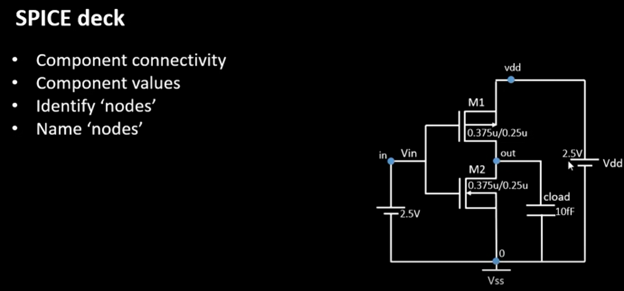 SPICE deck
• Component connectivity
• Component values
• Identify ‘nodes’
• Name ‘nodes’
vdd
M1
0.375u/0.25u
in
Vin
out
2.5V
Vdd
M2
0.375u/0.25u
cload
10fF
2.5V
0
Vss